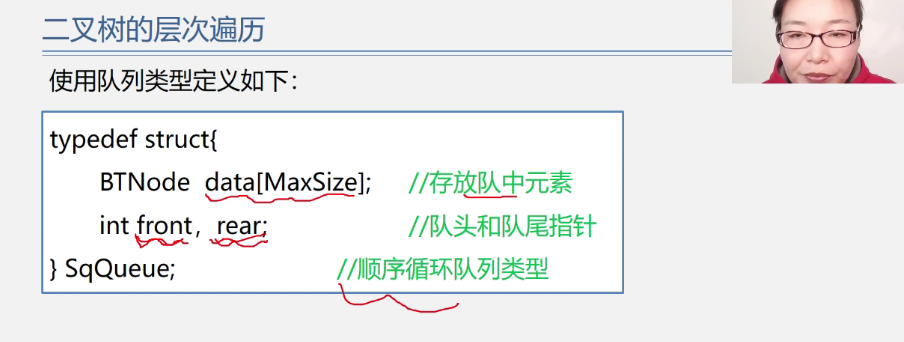 二叉树的层次遍历
使用队列类型定义如下：
typedef struct{
BTNode data[MaxSize]; //存放队中元素
int front，rear; //队头和队尾指针
} SqQueue; //顺序循环队列类型